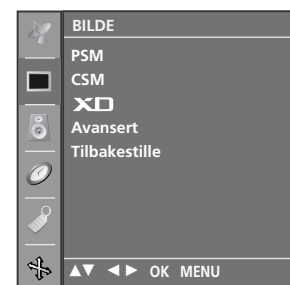 BILDE
PSM
CSM
XD
Avansert
Tilbakestille
▲▼ ◄► OK MENU